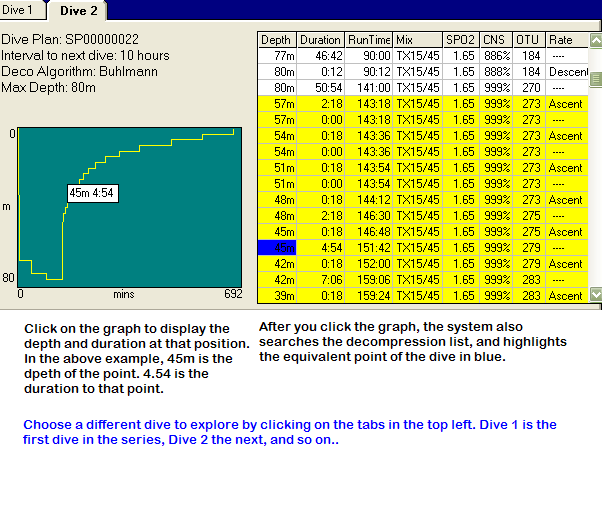 Dive 1
Dive 2
Dive Plan: SP00000022
Interval to next dive: 10 hours
Deco Algorithm: Buhlmann
Max Depth: 80m
0
m
80
45m 4:54
0 mins 692
Depth Duration RunTime Mix SPO2 CNS OTU Rate
77m 46:42 90:00 TX15/45 1.65 886% 184 ----
80m 0:12 90:12 TX15/45 1.65 888% 184 Descen
80m 50:54 141:00 TX15/45 1.65 999% 270 ----
57m 2:18 143:18 TX15/45 1.65 999% 273 Ascent
57m 0:00 143:18 TX15/45 1.65 999% 273 ----
54m 0:18 143:36 TX15/45 1.65 999% 273 Ascent
54m 0:00 143:36 TX15/45 1.65 999% 273 ----
51m 0:18 143:54 TX15/45 1.65 999% 273 Ascent
51m 0:00 143:54 TX15/45 1.65 999% 273 ----
48m 0:18 144:12 TX15/45 1.65 999% 273 Ascent
48m 2:18 146:30 TX15/45 1.65 999% 275 ----
45m 0:18 146:48 TX15/45 1.65 999% 275 Ascent
45m 4:54 151:42 TX15/45 1.65 999% 279 ----
42m 0:18 152:00 TX15/45 1.65 999% 279 Ascent
42m 7:06 159:06 TX15/45 1.65 999% 283 ----
39m 0:18 159:24 TX15/45 1.65 999% 283 Ascent
Click on the graph to display the
depth and duration at that position.
In the above example, 45m is the
dpeth of the point. 4.54 is the
duration to that point.
After you click the graph, the system also
searches the decompression list, and highlights
the equivalent point of the dive in blue.
Choose a different dive to explore by clicking on the tabs in the top left. Dive 1 is the
first dive in the series, Dive 2 the next, and so on..